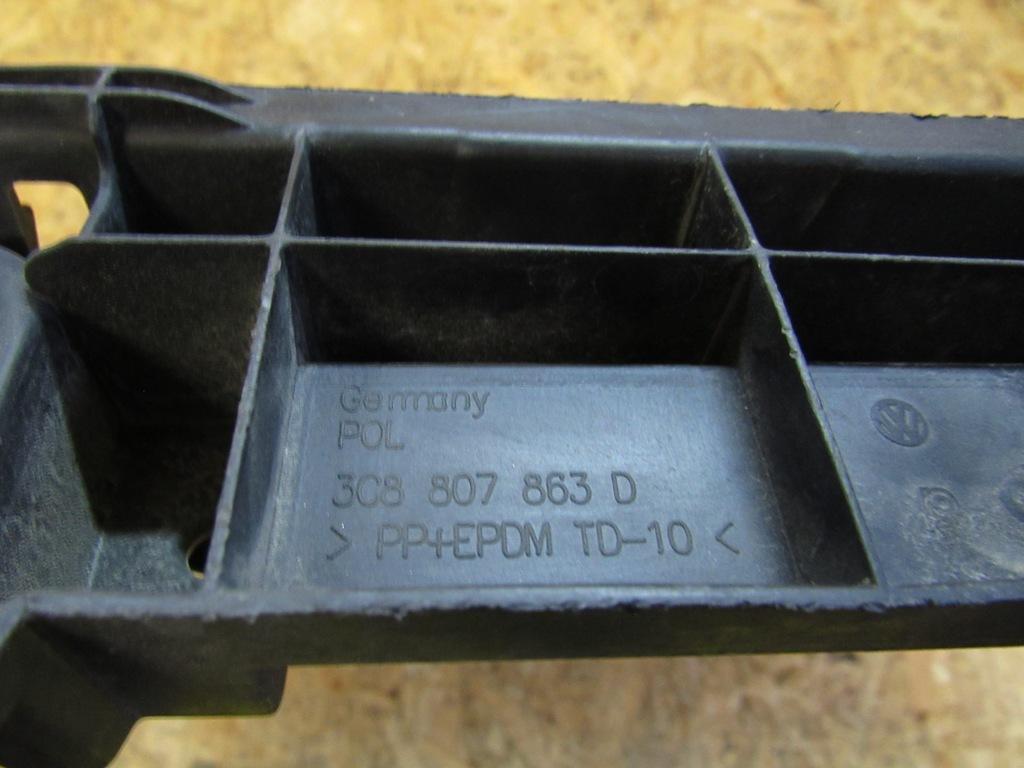 Germany
POL
3C8 807 863 D
> PP+EPDM TD-10 <